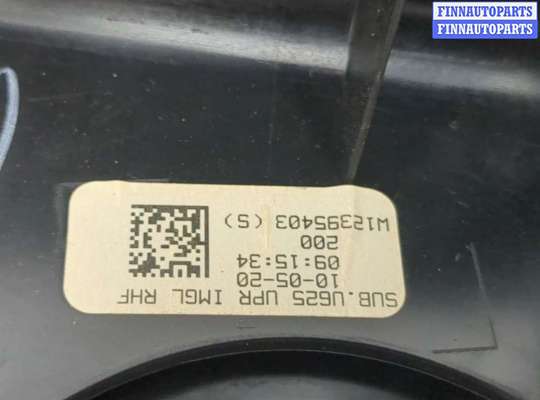 FINNAUTOPARTS
FINNAUTOPARTS
SUB.U625 UPR IMGL RHF
10-05-20
09:15:34
200
W12395403 (S)